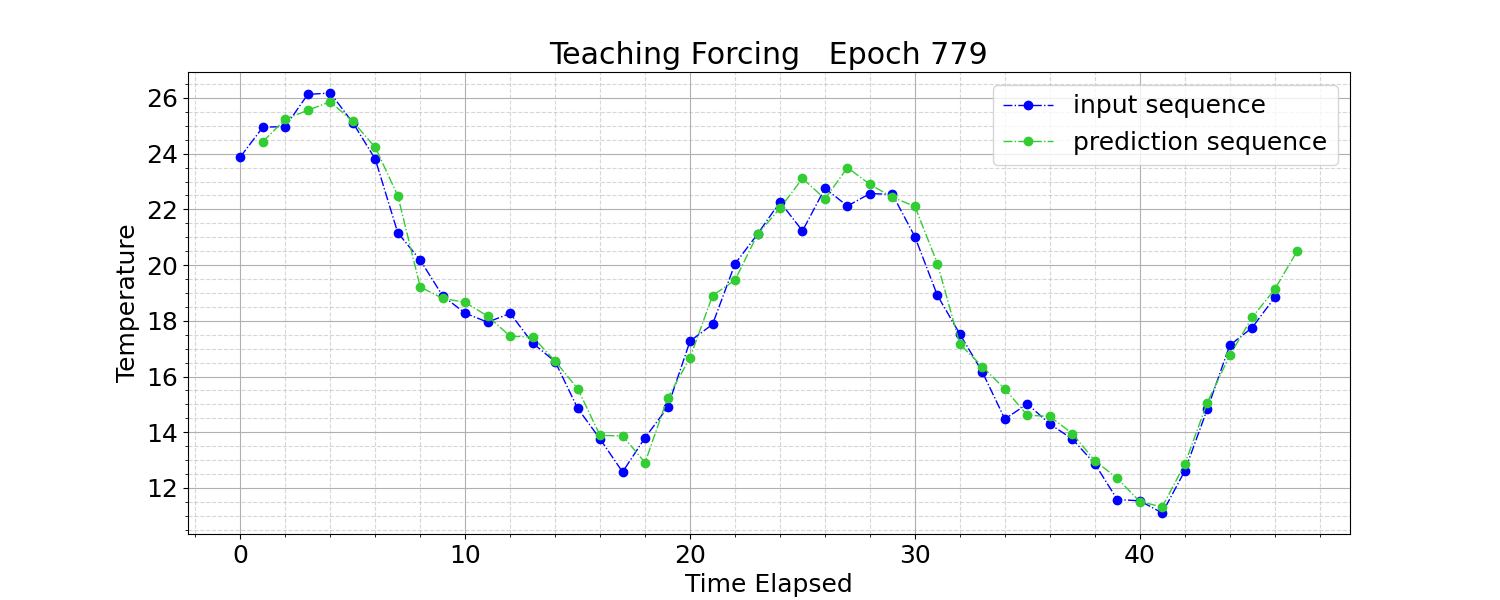 Teaching Forcing   Epoch 779
input sequence
prediction sequence
Temperature
26
24
22
20
18
16
14
12
0 10 20 30 40
Time Elapsed